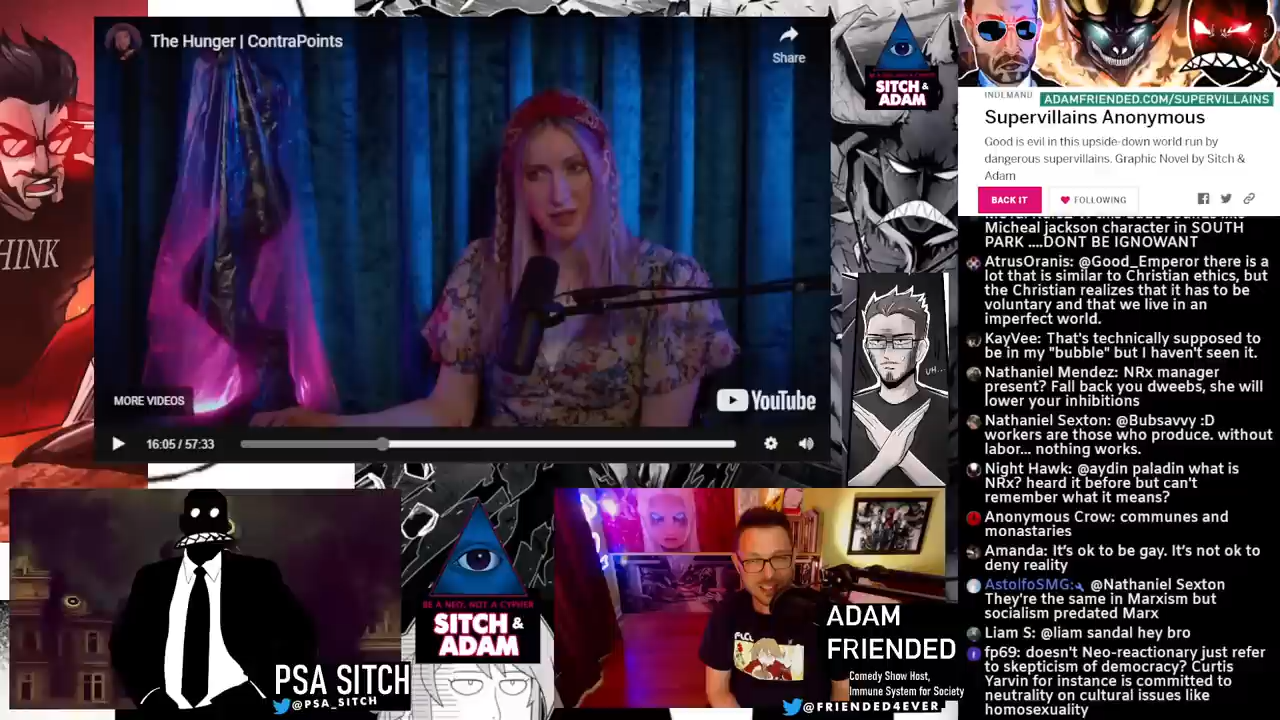 The Hunger | ContraPoints
Share
MORE VIDEOS
YouTube
16:05 / 57:33
THINK
BE A NEO, NOT A CYPHER
SITCH &
ADAM
UH..
INDEMAND
ADAMFRIENDED.COM/SUPERVILLAINS
Supervillains Anonymous
Good is evil in this upside-down world run by
dangerous supervillains. Graphic Novel by Sitch &
Adam
BACK IT
FOLLOWING
Micheal jackson character in SOUTH
PARK ....DONT BE IGNOWANT
AtrusOranis: @Good_Emperor there is a
lot that is similar to Christian ethics, but
the Christian realizes that it has to be
voluntary and that we live in an
imperfect world.
KayVee: That's technically supposed to
be in my "bubble" but I haven't seen it.
Nathaniel Mendez: NRx manager
present? Fall back you dweebs, she will
lower your inhibitions
Nathaniel Sexton: @Bubsavvy :D
workers are those who produce. without
labor... nothing works.
Night Hawk: @aydin paladin what is
NRx? heard it before but can't
remember what it means?
Anonymous Crow: communes and
monastaries
Amanda: It's ok to be gay. It's not ok to
deny reality
AstolfoSMG: @Nathaniel Sexton
They're the same in Marxism but
socialism predated Marx
Liam S: @liam sandal hey bro
fp69: doesn't Neo-reactionary just refer
to skepticism of democracy? Curtis
Yarvin for instance is committed to
neutrality on cultural issues like
homosexuality
PSA SITCH
@PSA_SITCH
BE A NEO, NOT A CYPHER
SITCH &
ADAM
ADAM
FRIENDED
Comedy Show Host,
Immune System for Society
@FRIENDED4EVER